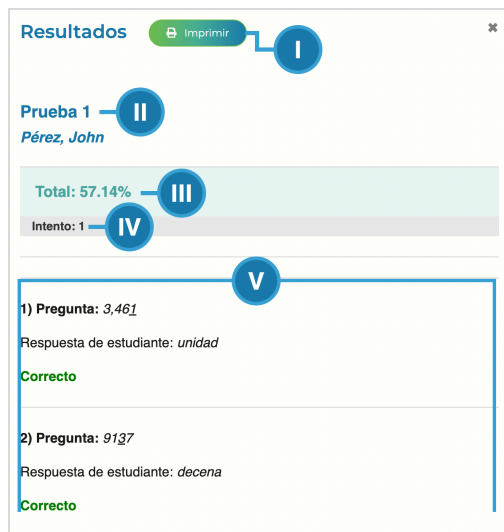 Resultados Imprimir ✖
I
Prueba 1 II
Pérez, John
Total: 57.14% III
Intento: 1 IV
V
1) Pregunta: 3,461
Respuesta de estudiante: unidad
Correcto
2) Pregunta: 9137
Respuesta de estudiante: decena
Correcto